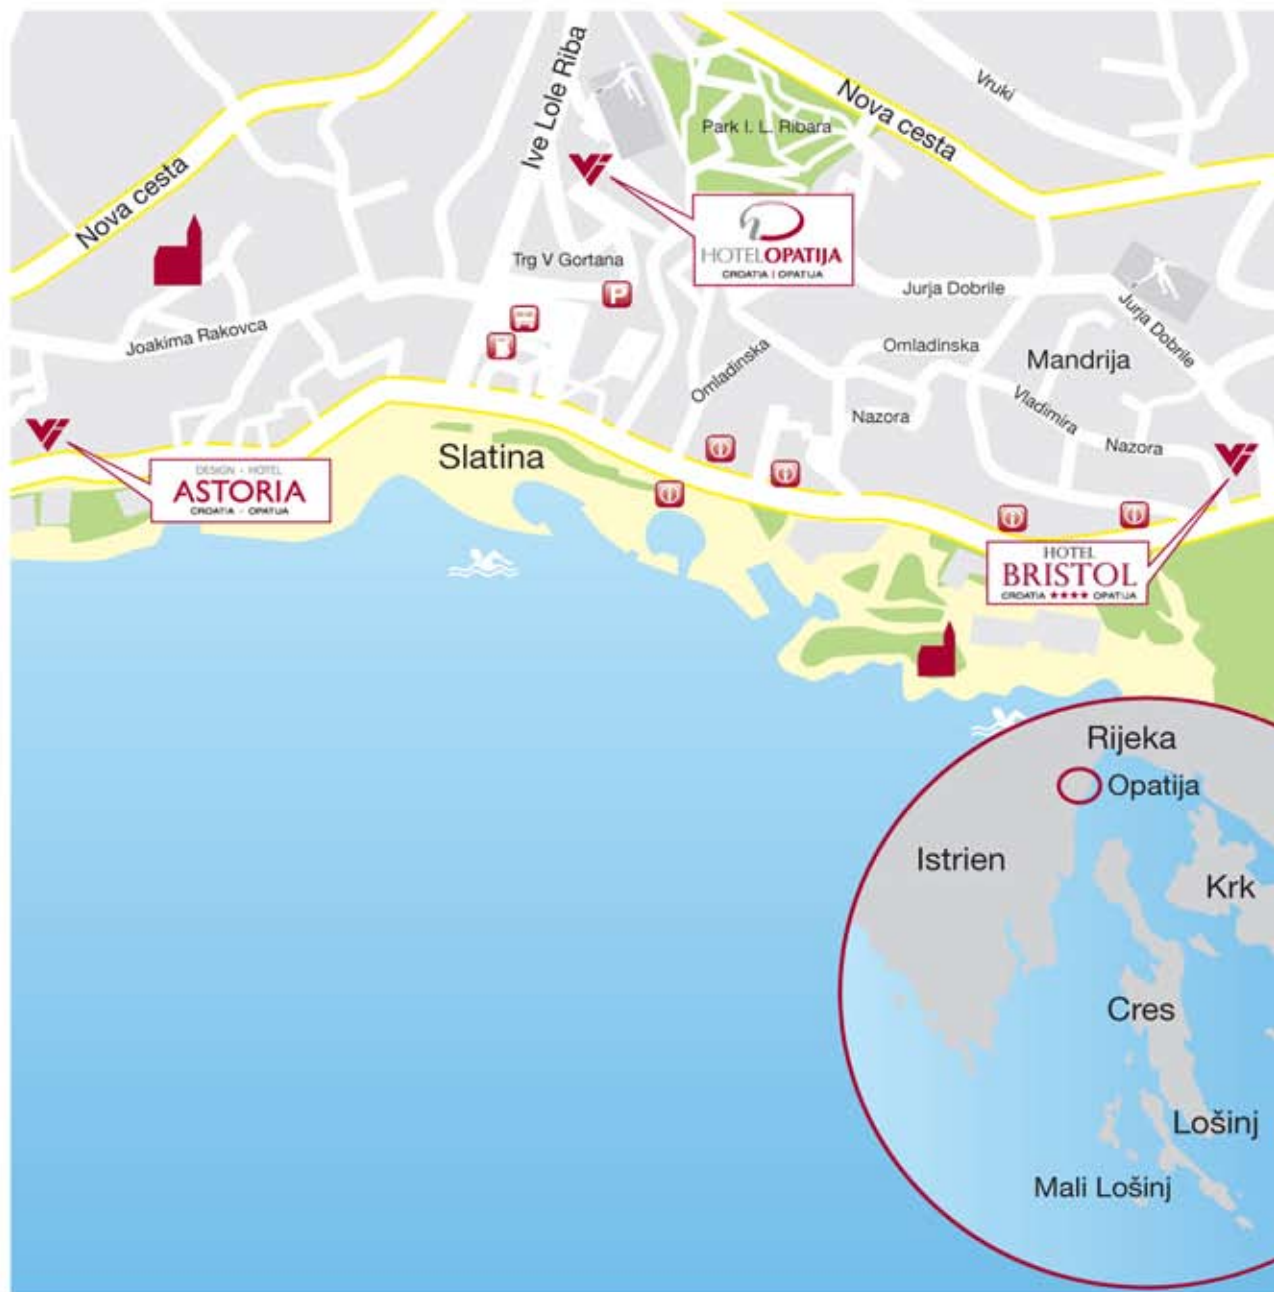 Vruki
Nova cesta
Ive Lole Riba
Park I. L. Ribara
Nova cesta
HOTEL OPATIJA
CROATIA | OPATIJA
Trg V Gortana
P
Jurja Dobrile
Jurja Dobrile
Joakima Rakovca
Omladinska
Omladinska
Mandrija
Nazora
Vladimira
Nazora
Slatina
DESIGN - HOTEL
ASTORIA
CROATIA - OPATIJA
HOTEL
BRISTOL
CROATIA ★★★★ OPATIJA
Rijeka
Opatija
Istrien
Krk
Cres
Lošinj
Mali Lošinj